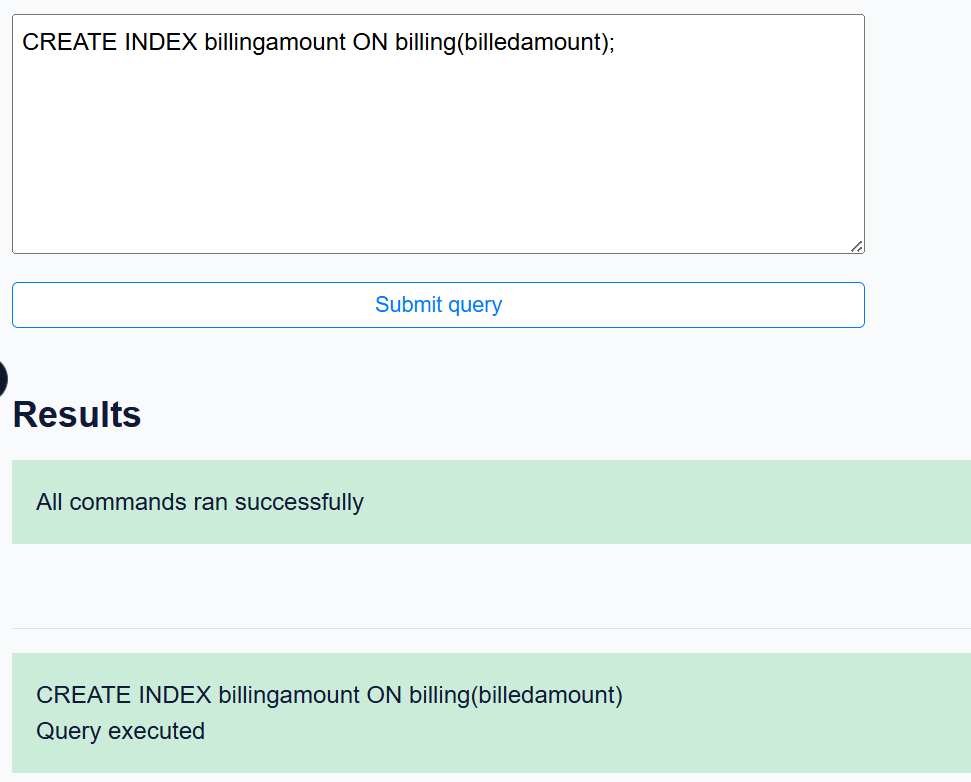 CREATE INDEX billingamount ON billing(billedamount);
Submit query
Results
All commands ran successfully
CREATE INDEX billingamount ON billing(billedamount)
Query executed